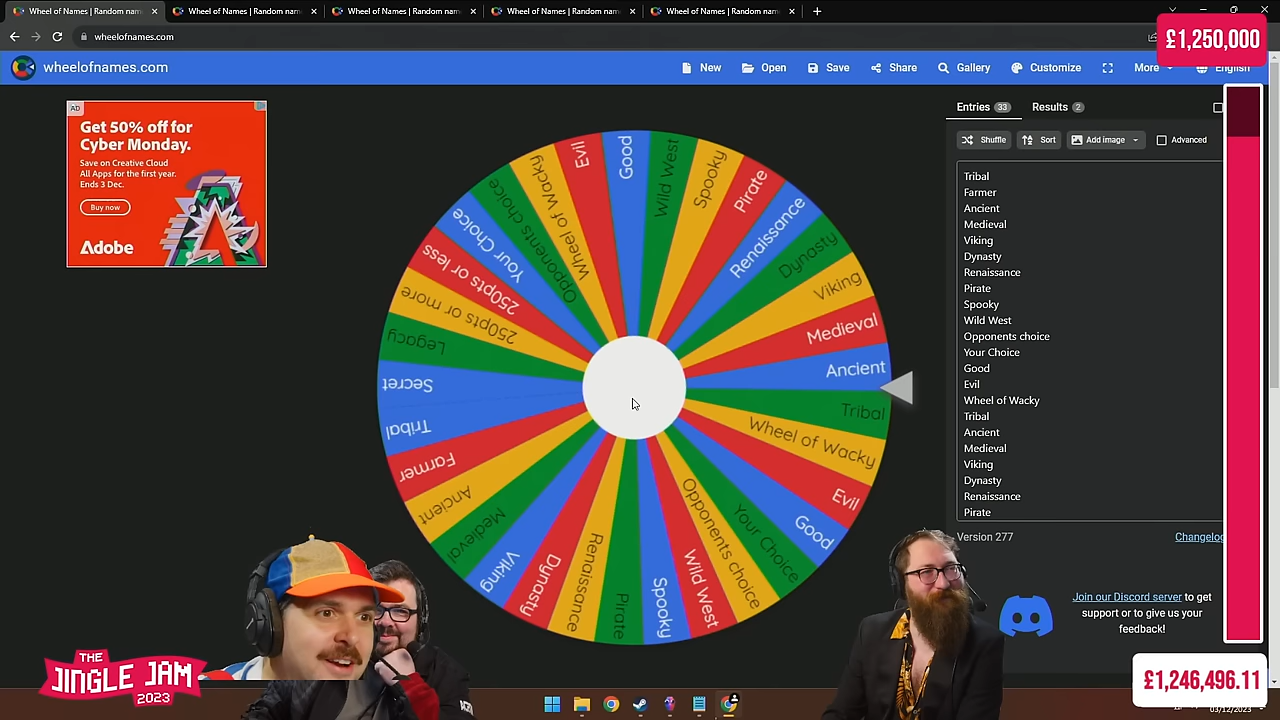 Wheel of Names | Random nam
Wheel of Names | Random nam
Wheel of Names | Random nam
Wheel of Names | Random nam
Wheel of Names | Random nam
wheelofnames.com
£1,250,000
wheelofnames.com
New
Open
Save
Share
Gallery
Customize
More
English
AD
Get 50% off for
Cyber Monday.
Save on Creative Cloud
All Apps for the first year.
Ends 3 Dec.
Buy now
Adobe
Entries 33
Results 2
Shuffle
Sort
Add image
Advanced
Tribal
Farmer
Ancient
Medieval
Viking
Dynasty
Renaissance
Pirate
Spooky
Wild West
Opponents choice
Your Choice
Good
Evil
Wheel of Wacky
Tribal
Ancient
Medieval
Viking
Dynasty
Renaissance
Pirate
Good
Wild West
Spooky
Pirate
Renaissance
Dynasty
Viking
Medieval
Ancient
Tribal
Wheel of Wacky
Evil
Good
Your Choice
Opponents choice
Wild West
Spooky
Pirate
Renaissance
Dynasty
Viking
Medieval
Ancient
Farmer
Tribal
Secret
Legacy
250pts or more
250pts or less
Your Choice
Opponents choice
Wheel of Wacky
Evil
Version 277
Changelog
Join our Discord server to get
support or to give us your
feedback!
THE
JINGLE JAM
2023
£1,246,496.11
03/12/2023